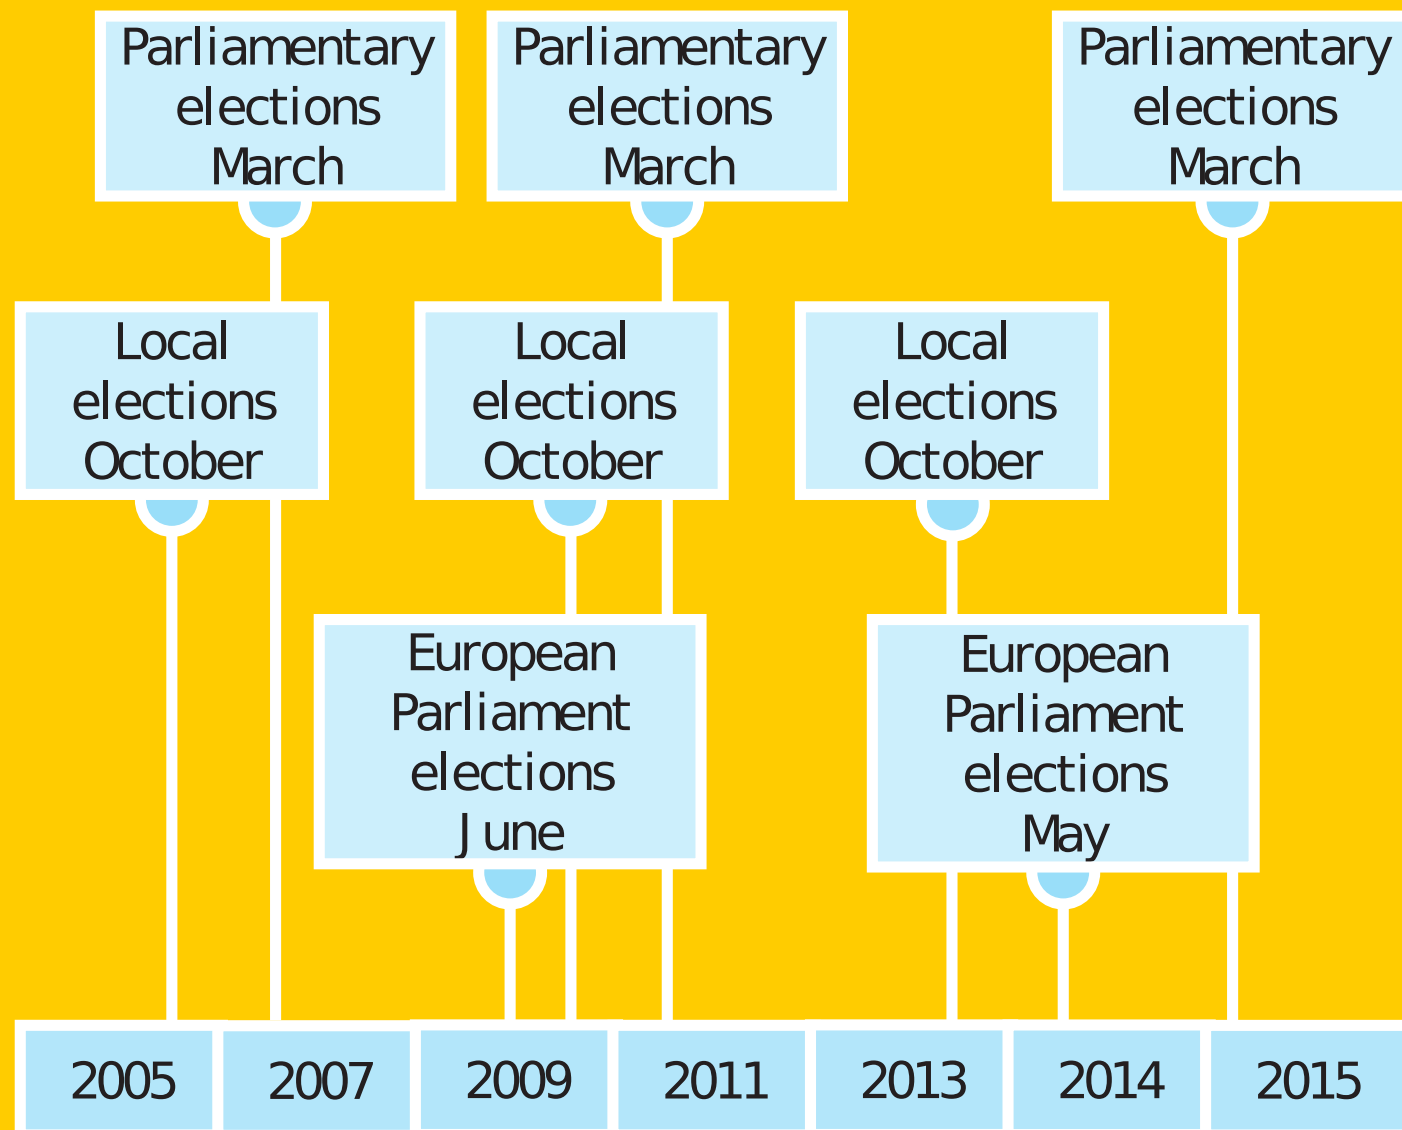 Parliamentary
elections
March
Parliamentary
elections
March
Parliamentary
elections
March
Local
elections
October
Local
elections
October
Local
elections
October
European
Parliament
elections
June
European
Parliament
elections
May
2005
2007
2009
2011
2013
2014
2015